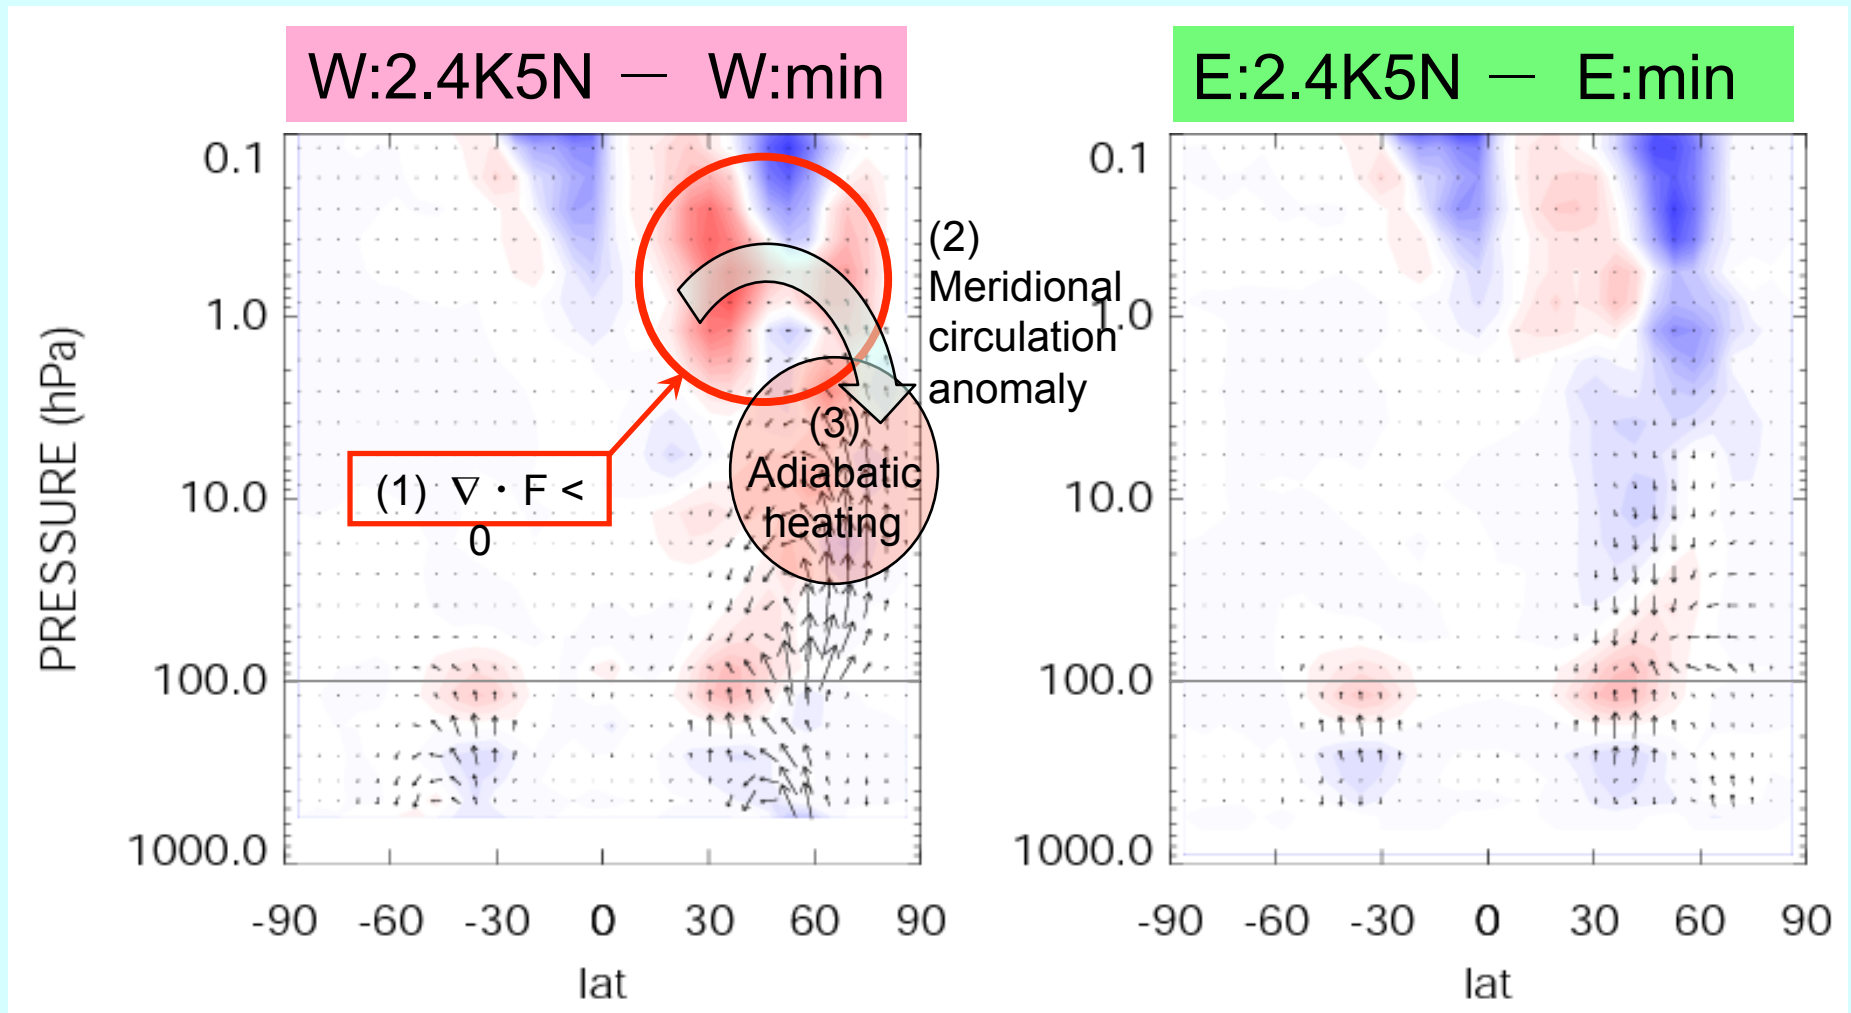 W:2.4K5N — W:min
E:2.4K5N — E:min
PRESSURE (hPa)
0.1
1.0
10.0
100.0
1000.0
-90 -60 -30 0 30 60 90
lat
(1) ∇・F <
0
(2)
Meridional
circulation
anomaly
(3)
Adiabatic
heating
0.1
1.0
10.0
100.0
1000.0
-90 -60 -30 0 30 60 90
lat